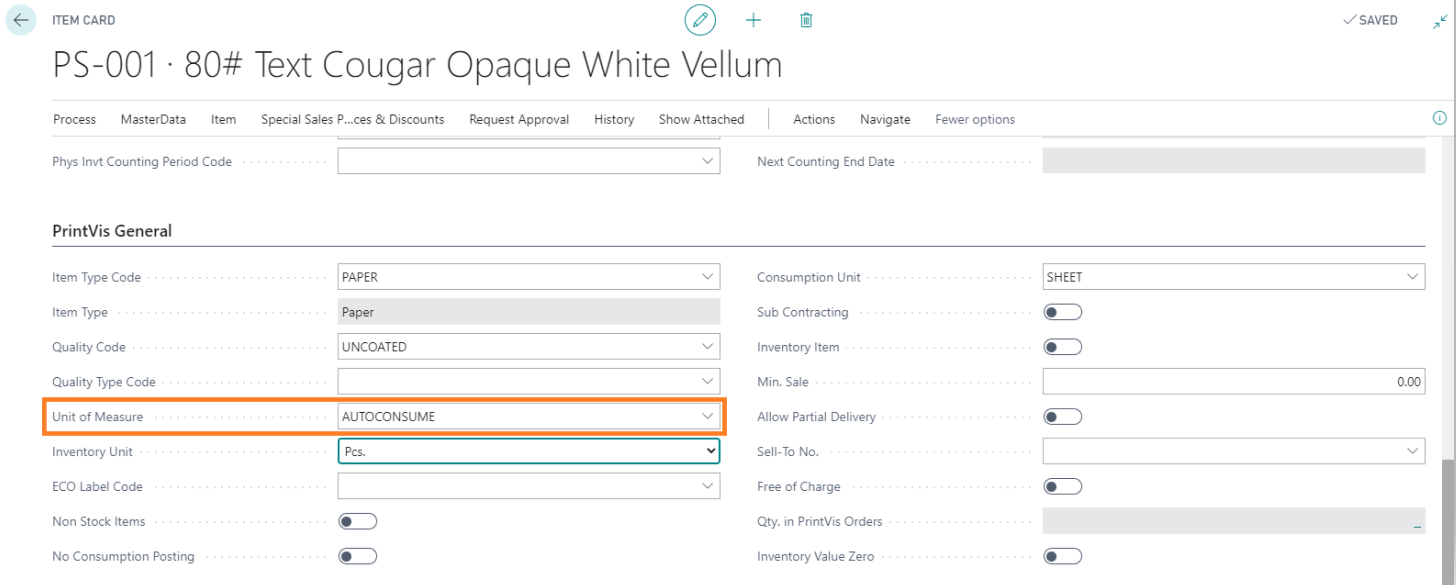 ITEM CARD
SAVED
PS-001 · 80# Text Cougar Opaque White Vellum
Process MasterData Item Special Sales P...ces & Discounts Request Approval History Show Attached Actions Navigate Fewer options
Phys Invt Counting Period Code
Next Counting End Date
PrintVis General
Item Type Code PAPER
Consumption Unit SHEET
Item Type Paper
Sub Contracting
Quality Code UNCOATED
Inventory Item
Quality Type Code
Min. Sale 0.00
Unit of Measure AUTOCONSUME
Allow Partial Delivery
Inventory Unit Pcs.
Sell-To No.
ECO Label Code
Free of Charge
Non Stock Items
Qty. in PrintVis Orders _
No Consumption Posting
Inventory Value Zero